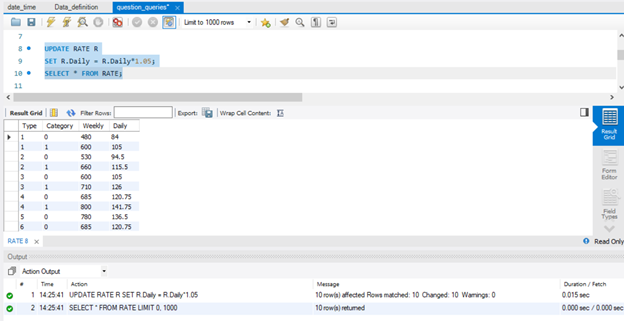 date_time Data_definition question_queries* ×
Limit to 1000 rows
7
8 UPDATE RATE R
9 SET R.Daily = R.Daily*1.05;
10 SELECT * FROM RATE;
11
Result Grid Filter Rows: Export: Wrap Cell Content:
Type Category Weekly Daily
1 0 480 84
1 1 600 105
2 0 530 94.5
2 1 660 115.5
3 0 600 105
3 1 710 126
4 0 685 120.75
4 1 800 141.75
5 0 780 136.5
6 0 685 120.75
Result Grid
Form Editor
Field Types
RATE 8 × Read Only
Output
Action Output
# Time Action Message Duration / Fetch
1 14:25:41 UPDATE RATE R SET R.Daily = R.Daily*1.05 10 row(s) affected Rows matched: 10 Changed: 10 Warnings: 0 0.015 sec
2 14:25:41 SELECT * FROM RATE LIMIT 0, 1000 10 row(s) returned 0.000 sec / 0.000 sec